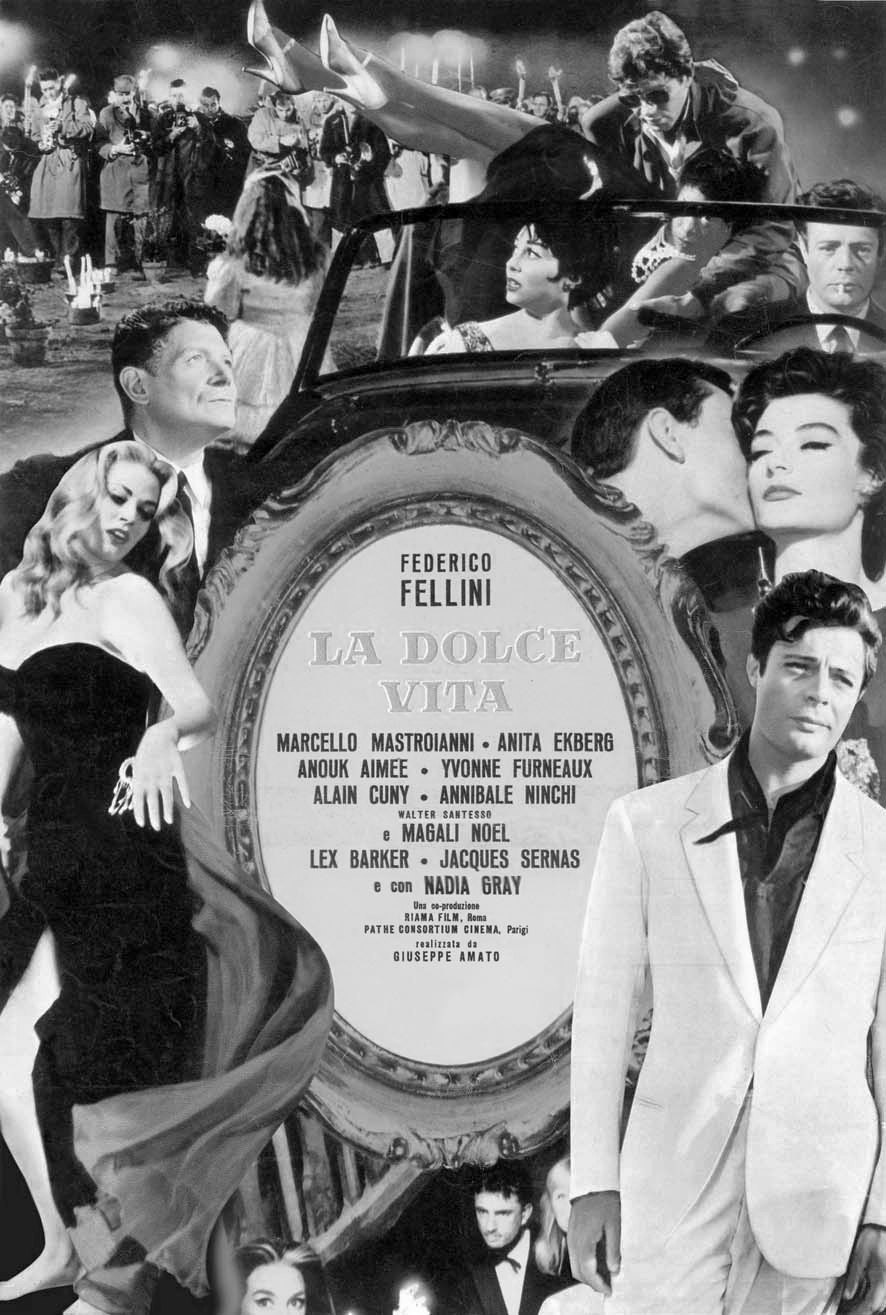 FEDERICO
FELLINI
LA DOLCE
VITA
MARCELLO MASTROIANNI • ANITA EKBERG
ANOUK AIMEE • YVONNE FURNEAUX
ALAIN CUNY • ANNIBALE NINCHI
WALTER SANTESSO
e MAGALI NOEL
LEX BARKER • JACQUES SERNAS
e con NADIA GRAY
Una co-produzione
RIAMA FILM, Roma
PATHE CONSORTIUM CINEMA, Parigi
realizzata da
GIUSEPPE AMATO